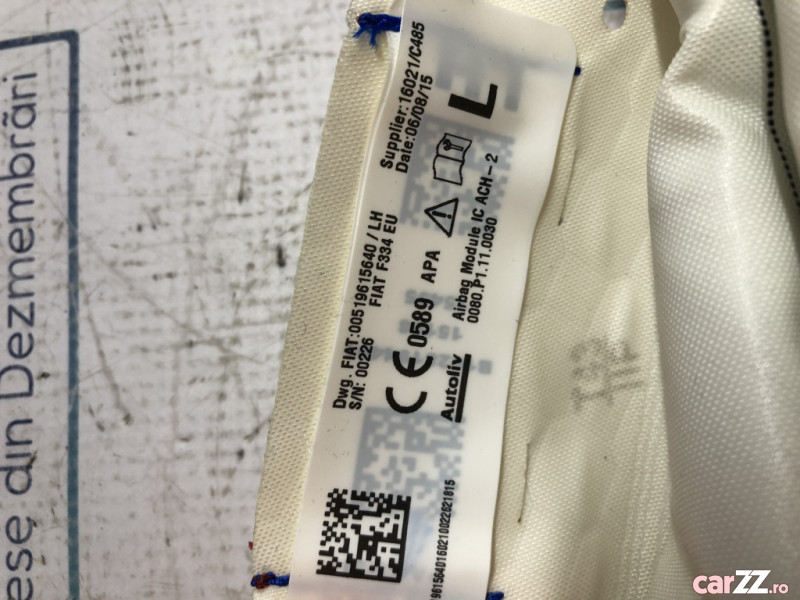 ese din Dezmembrări
Dwg. FIAT:00519615640/LH
S/N: 00226
FIAT F334 EU
Supplier:16021/C485
Date:06/08/15
L
CE 0589 APA
Autoliv
Airbag Module IC ACH-2
0080.P1.11.0030
carzz.ro